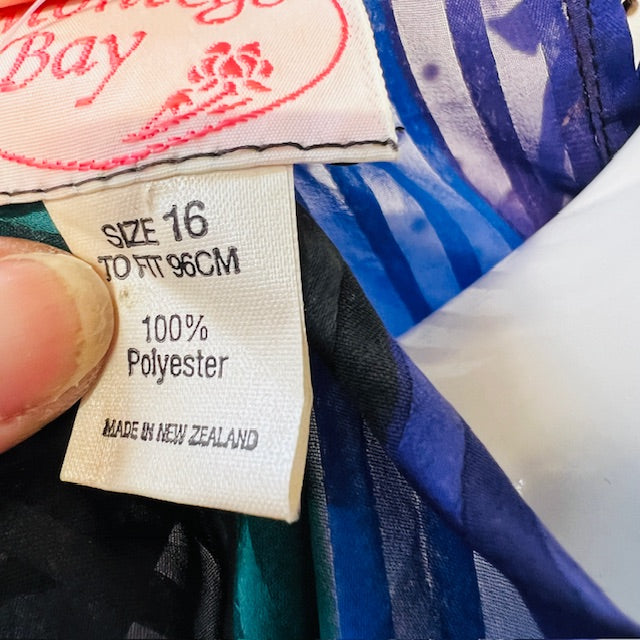 Bay
SIZE 16
TO FIT 96CM
100%
Polyester
MADE IN NEW ZEALAND